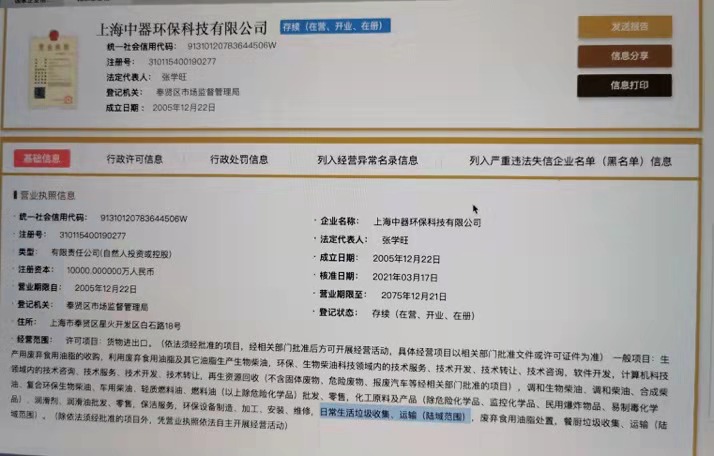 上海中器环保科技有限公司 存续（在营、开业、在册）
统一社会信用代码： 91310120783644506W
注册号： 310115400190277
法定代表人： 张学旺
登记机关： 奉贤区市场监督管理局
成立日期： 2005年12月22日
发送报告
信息分享
信息打印
营业执照
基础信息 行政许可信息 行政处罚信息 列入经营异常名录信息 列入严重违法失信企业名单（黑名单）信息
营业执照信息
· 统一社会信用代码： 91310120783644506W
· 企业名称： 上海中器环保科技有限公司
· 注册号： 310115400190277
· 法定代表人： 张学旺
· 类型： 有限责任公司(自然人投资或控股)
· 成立日期： 2005年12月22日
· 注册资本： 10000.000000万人民币
· 核准日期： 2021年03月17日
· 营业期限自： 2005年12月22日
· 营业期限至： 2075年12月21日
· 登记机关： 奉贤区市场监督管理局
· 登记状态： 存续（在营、开业、在册）
· 住所： 上海市奉贤区星火开发区白石路18号
· 经营范围： 许可项目：货物进出口。（依法须经批准的项目，经相关部门批准后方可开展经营活动，具体经营项目以相关部门批准文件或许可证件为准） 一般项目：生
产用废弃食用油脂的收购，利用废弃食用油脂及其它油脂生产生物柴油，环保、生物柴油科技领域内的技术服务、技术开发、技术转让、技术咨询，软件开发，计算机科技
领域内的技术咨询、技术服务、技术开发、技术转让，再生资源回收（不含固体废物，危险废物、报废汽车等经相关部门批准的项目），调和生物柴油、调和柴油、合成柴
油、复合环保生物柴油、车用柴油、轻质燃料油、燃料油（以上除危险化学品）批发、零售，化工原料及产品（除危险化学品、监控化学品、民用爆炸物品、易制毒化学
品）、润滑剂、润滑油批发、零售，保洁服务，环保设备制造、加工、安装、维修，日常生活垃圾收集、运输（陆域范围），废弃食用油脂处置，餐厨垃圾收集、运输（陆
域范围）。（除依法须经批准的项目外，凭营业执照依法自主开展经营活动）